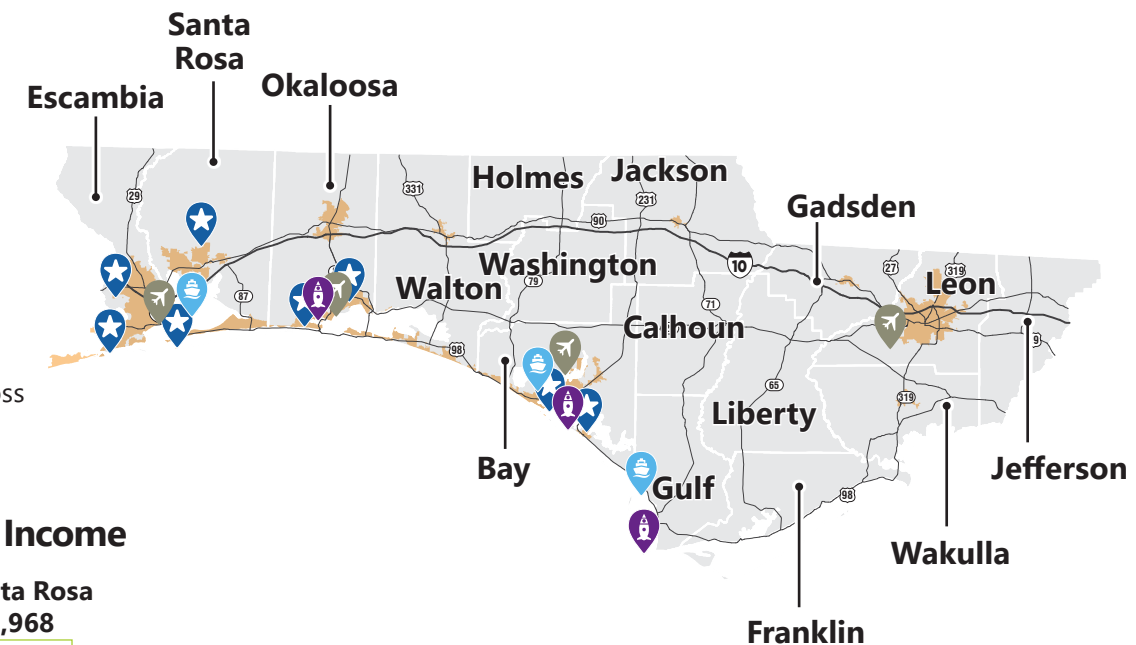 Santa
Rosa
Okaloosa
Escambia
Holmes
Jackson
331
231
29
90
Gadsden
10
27
319
Leon
Washington
79
Walton
87
71
Calhoun
98
9
ss
65
319
Liberty
Bay
Jefferson
Gulf
98
Income
Wakulla
ta Rosa
,968
Franklin